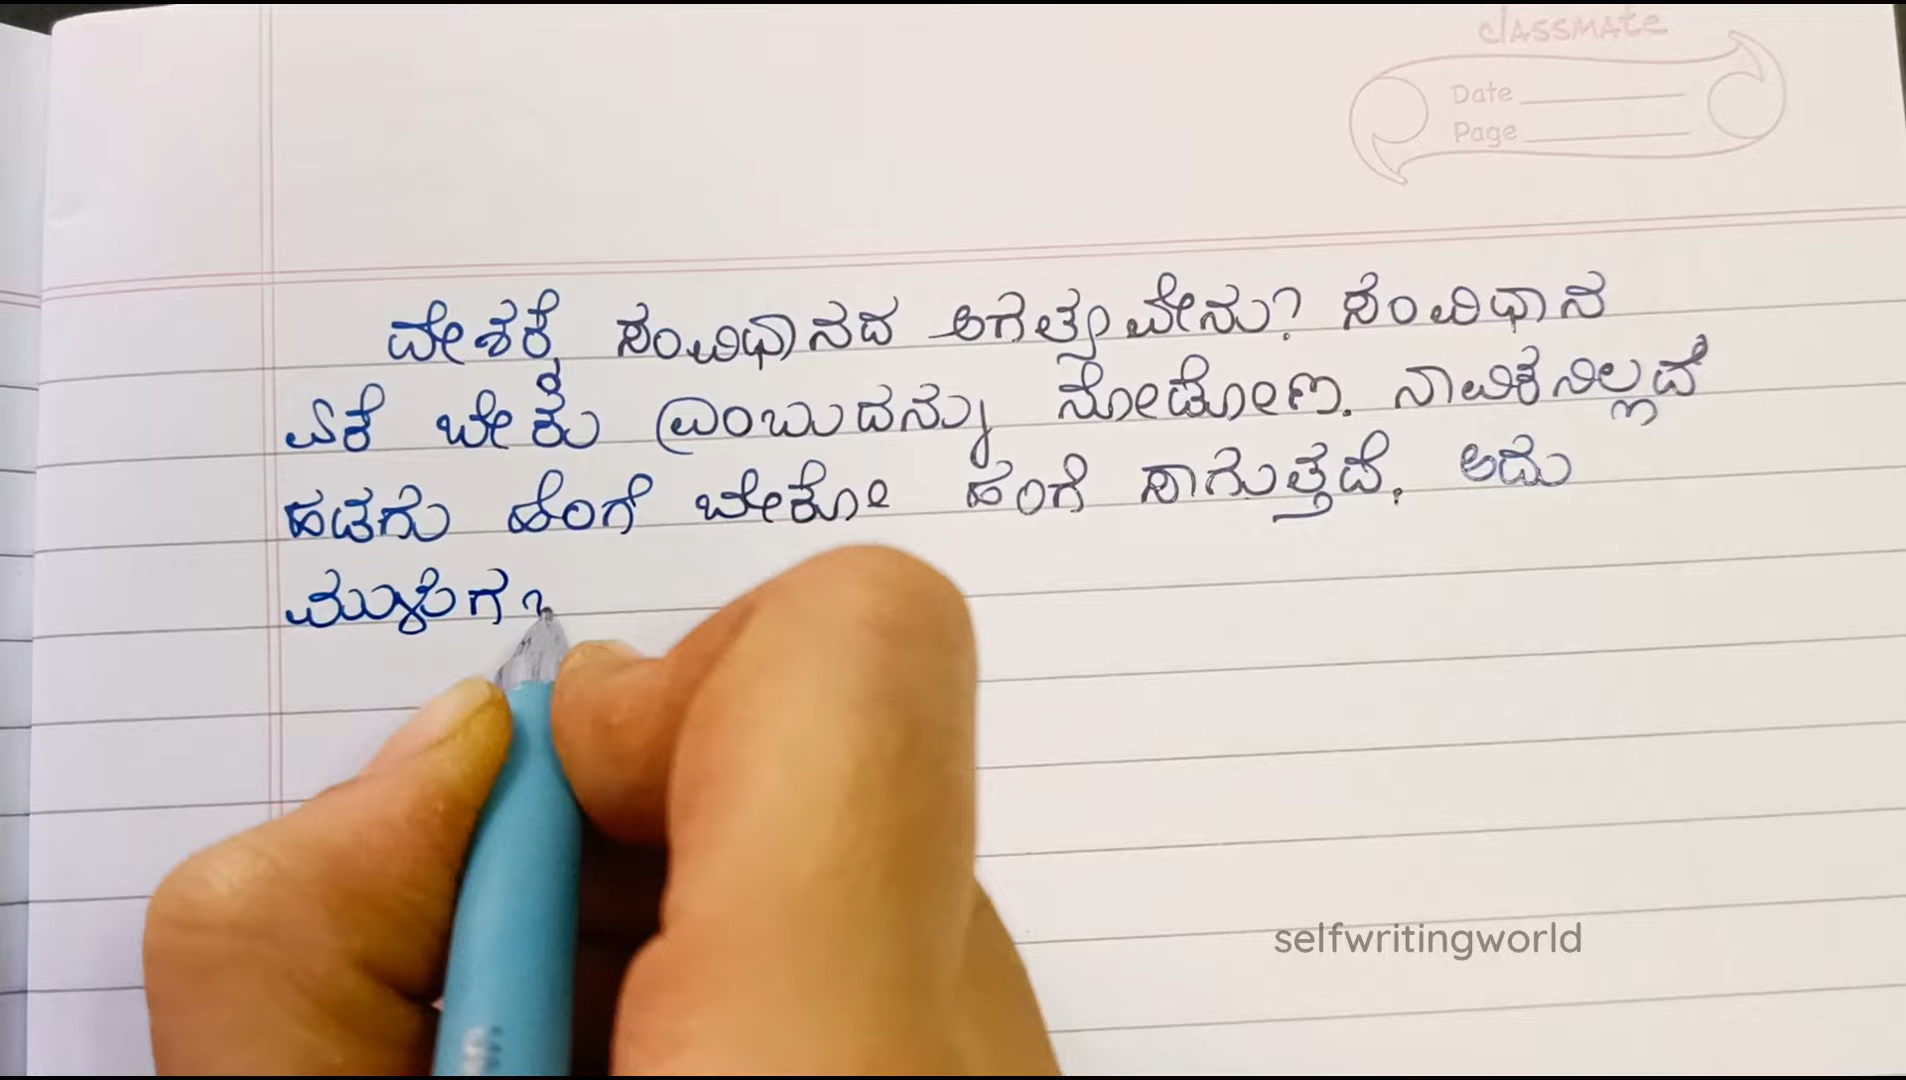 classmate
Date
Page
ದೇಶಕ್ಕೆ ಸಂವಿಧಾನದ ಅಗತ್ಯವೇನು? ಸಂವಿಧಾನ
ಏಕೆ ಬೇಕು ಎಂಬುದನ್ನು ನೋಡೋಣ. ನಾವಿಕನಿಲ್ಲದೆ
ಹಡಗು ಹೆಂಗೆ ಬೇಕೋ ಹಂಗೆ ಸಾಗುತ್ತದೆ. ಅದು
selfwritingworld